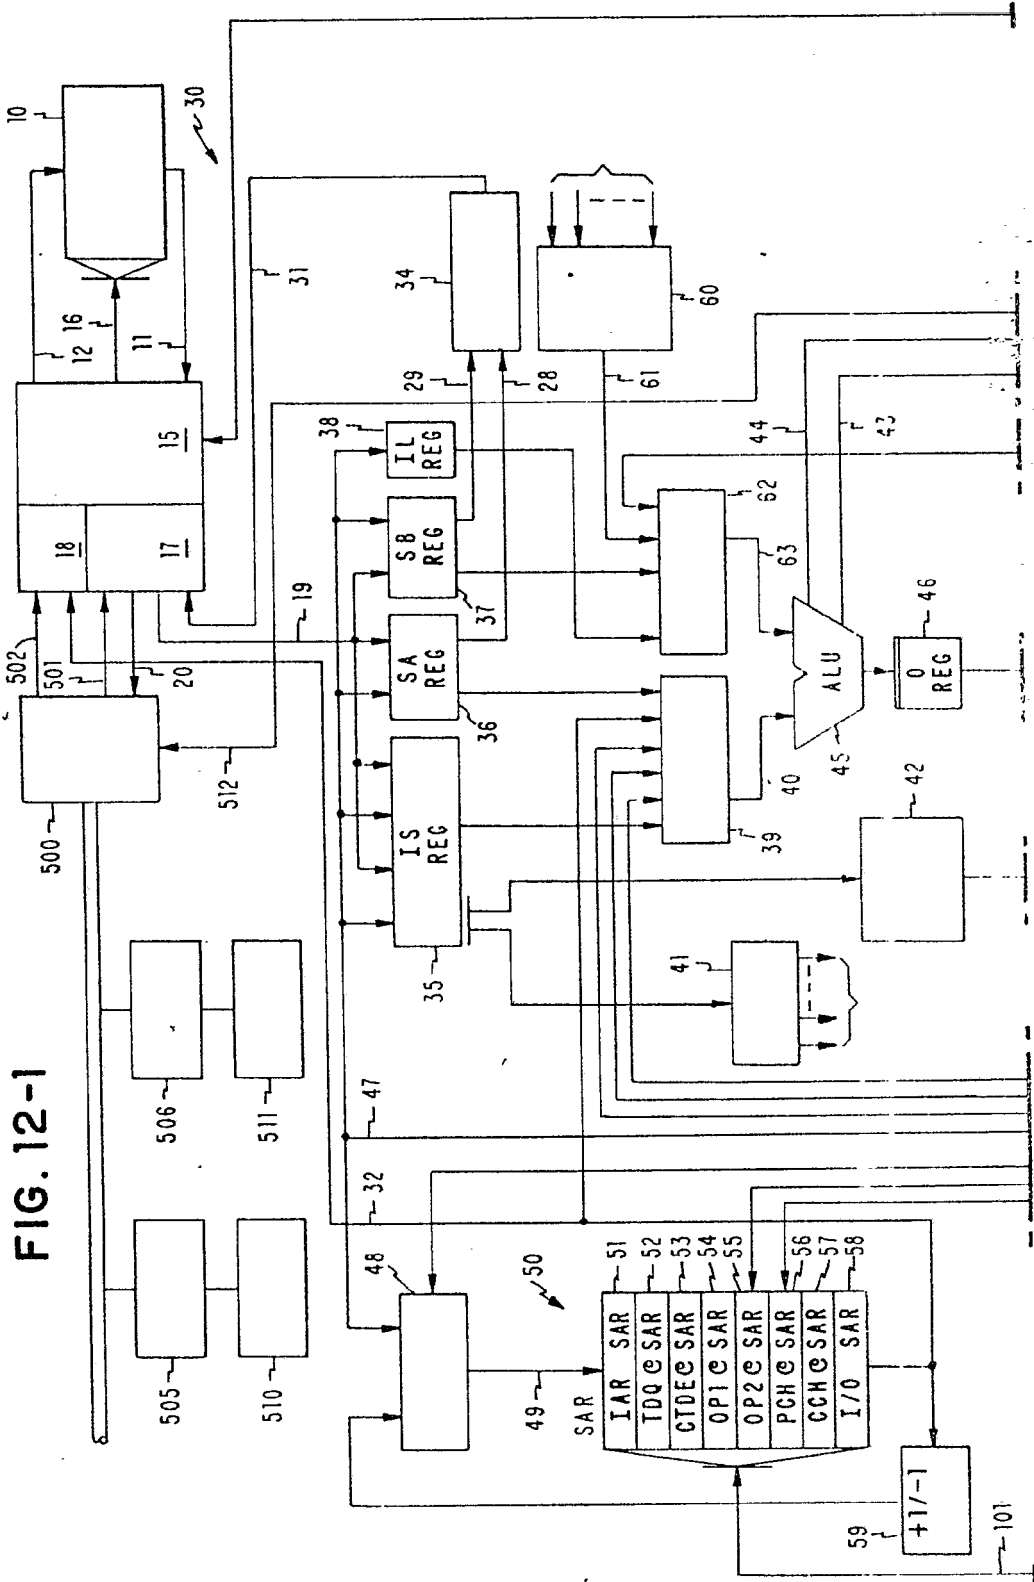 FIG. 12-1
505
510
506
511
500
502
501
20
512
18
17
15
12
16
11
10
30
19
31
32
47
48
49
50
SAR
IAR SAR 51
TDQ@SAR 52
CTDE@SAR 53
OP1@SAR 54
OP2@SAR 55
PCH@SAR 56
CCH@SAR 57
I/O SAR 58
+1/-1
59
101
IS REG
35
SA REG
36
SB REG
37
IL REG
38
29
28
34
60
61
62
63
39
40
41
42
ALU
45
44
43
O REG
46